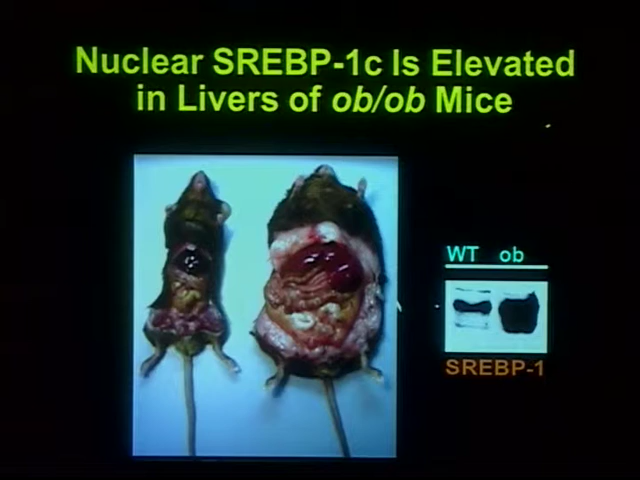 Nuclear SREBP-1c Is Elevated
in Livers of ob/ob Mice
WT ob
SREBP-1